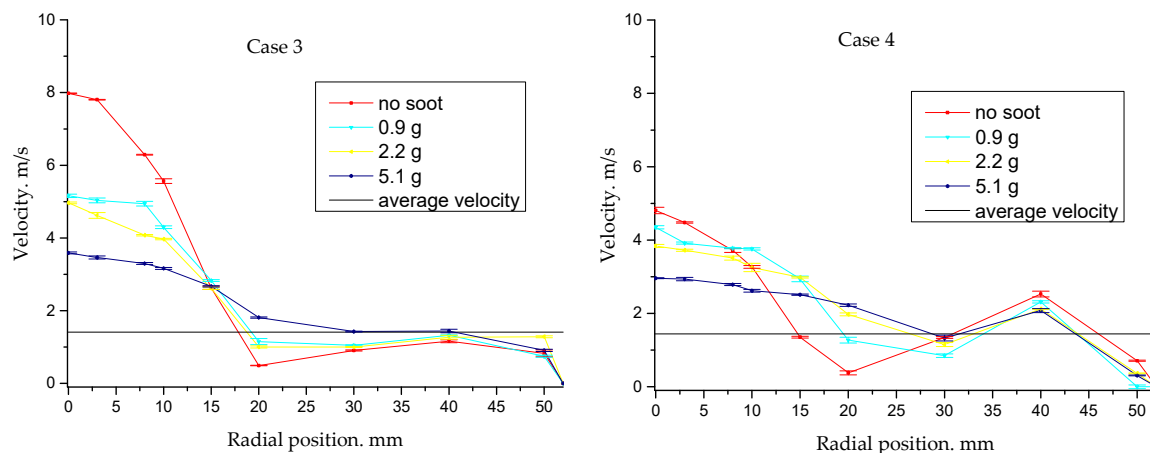 Case 3
no soot
0.9 g
2.2 g
5.1 g
average velocity
Velocity. m/s
10
8
6
4
2
0
0 5 10 15 20 25 30 35 40 45 50
Radial position. mm
Case 4
no soot
0.9 g
2.2 g
5.1 g
average velocity
Velocity. m/s
10
8
6
4
2
0
0 5 10 15 20 25 30 35 40 45 50
Radial position. mm